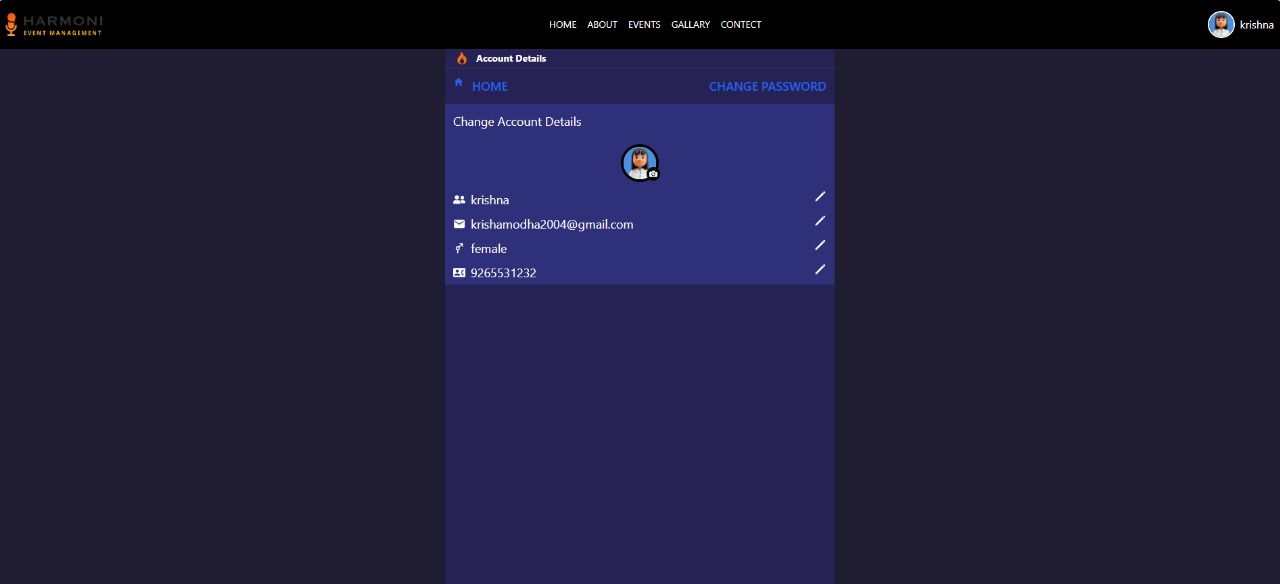 HARMONI
EVENT MANAGEMENT
HOME ABOUT EVENTS GALLARY CONTECT
krishna
Account Details
HOME CHANGE PASSWORD
Change Account Details
krishna
krishamodha2004@gmail.com
female
9265531232